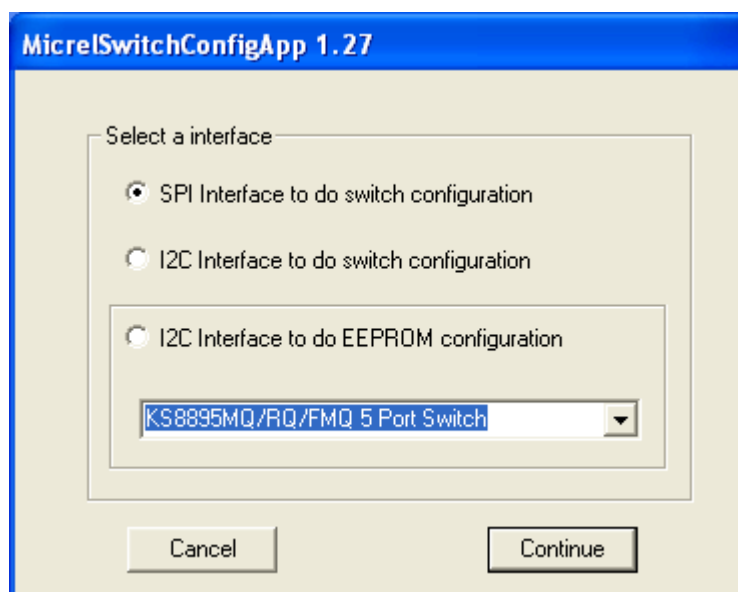 MicrelSwitchConfigApp 1.27
Select a interface
SPI Interface to do switch configuration
I2C Interface to do switch configuration
I2C Interface to do EEPROM configuration
KS8895MQ/RQ/FMQ 5 Port Switch
Cancel
Continue